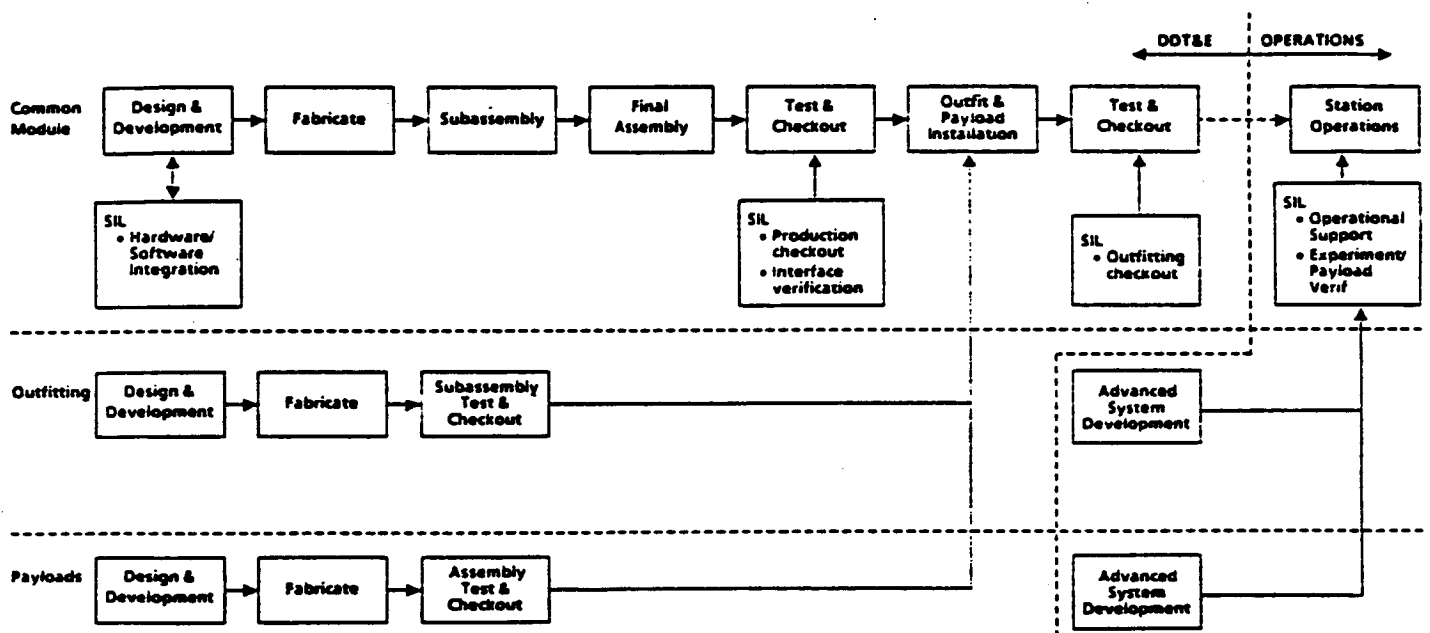 DDT&E
OPERATIONS
Common
Module
Design &
Development
Fabricate
Subassembly
Final
Assembly
Test &
Checkout
Outfit &
Payload
Installation
Test &
Checkout
Station
Operations
SIL
• Hardware/
Software
Integration
SIL
• Production
checkout
• Interface
verification
SIL
• Outfitting
checkout
SIL
• Operational
Support
• Experiment/
Payload
Verif
Outfitting
Design &
Development
Fabricate
Subassembly
Test &
Checkout
Advanced
System
Development
Payloads
Design &
Development
Fabricate
Assembly
Test &
Checkout
Advanced
System
Development